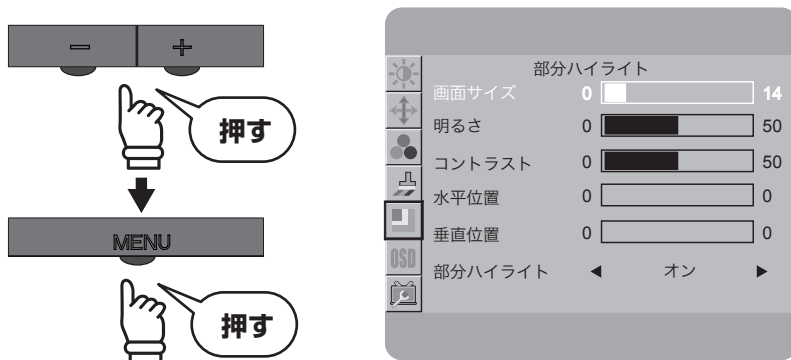 − +
押す
MENU
押す
部分ハイライト
画面サイズ 0 14
明るさ 0 50
コントラスト 0 50
水平位置 0 0
垂直位置 0 0
OSD
部分ハイライト ◀ オン ▶